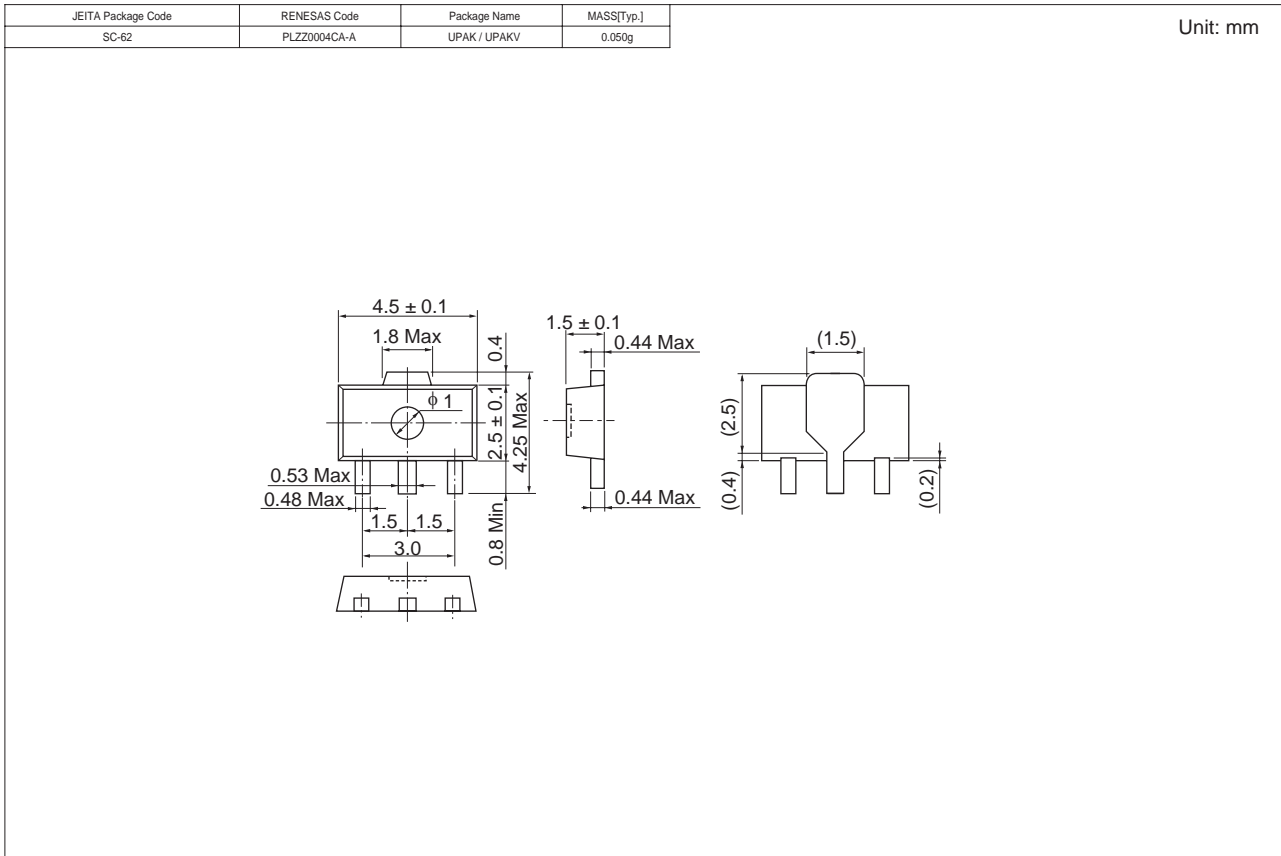 JEITA Package Code RENESAS Code Package Name MASS[Typ.]
SC-62 PLZZ0004CA-A UPAK / UPAKV 0.050g
Unit: mm
4.5 ± 0.1
1.8 Max
0.4
ϕ 1
2.5 ± 0.1
4.25 Max
0.53 Max
0.48 Max
1.5 1.5
3.0
0.8 Min
1.5 ± 0.1
0.44 Max
0.44 Max
(1.5)
(2.5)
(0.4)
(0.2)